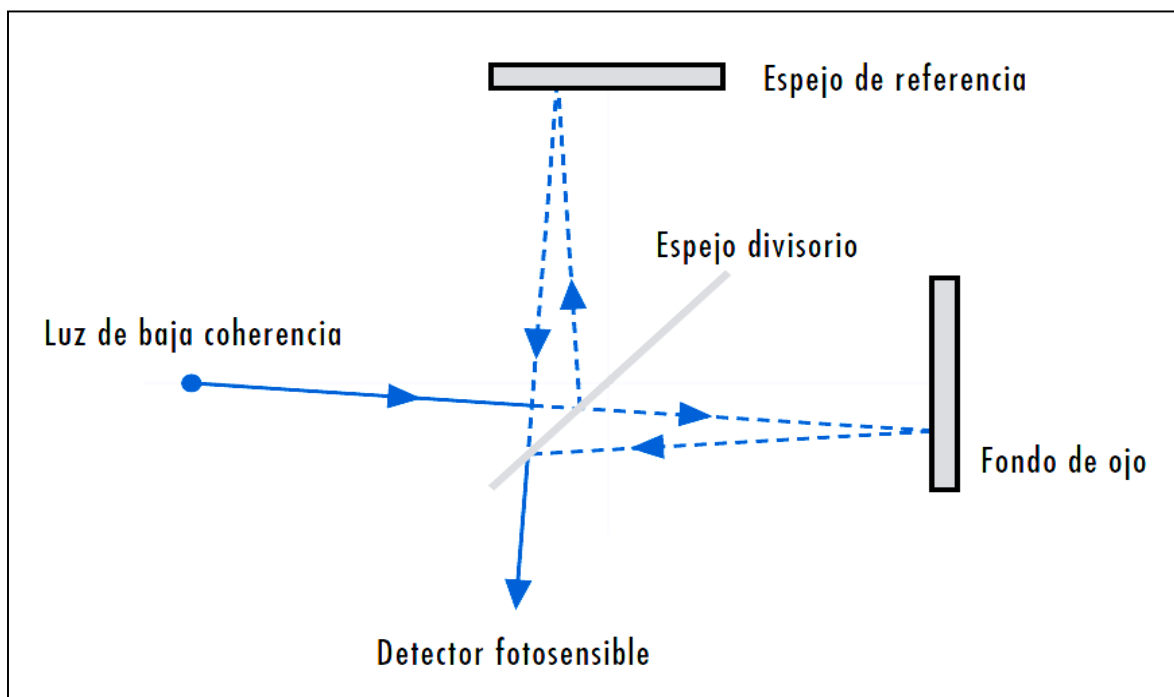 Espejo de referencia
Espejo divisorio
Luz de baja coherencia
Fondo de ojo
Detector fotosensible